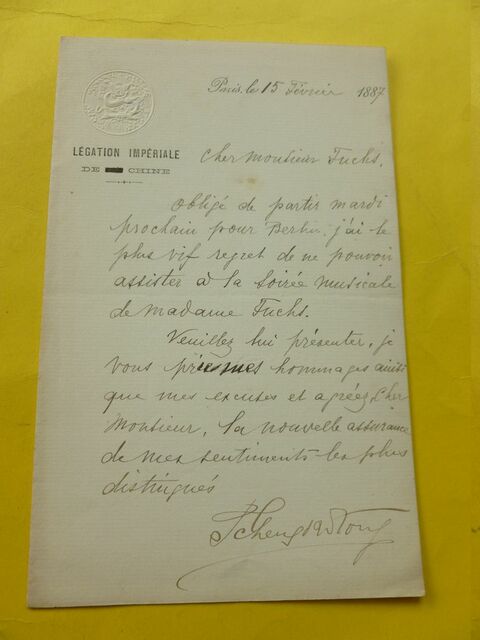 Paris, le 15 Février 1887
LÉGATION IMPÉRIALE
DE CHINE
Cher Monsieur Fuchs,
Obligé de partir mardi
prochain pour Berlin, j'ai le
plus vif regret de ne pouvoir
assister à la Soirée musicale
de Madame Fuchs.
Veuillez lui présenter, je
vous prie, mes hommages ainsi
que mes excuses et agréez, Cher
Monsieur, la nouvelle assurance
de mes sentiments les plus
distingués
Tcheng Ki Tong